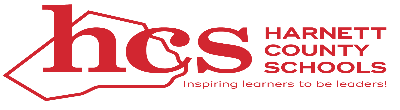 hcs
HARNETT
COUNTY
SCHOOLS
Inspiring learners to be leaders!